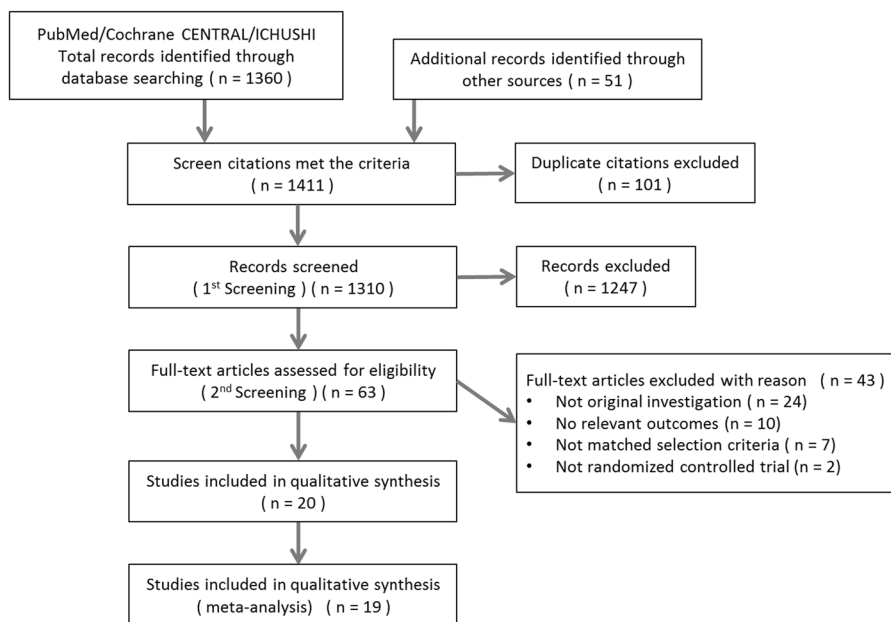 PubMed/Cochrane CENTRAL/ICHUSHI
Total records identified through
database searching ( n = 1360 )
Additional records identified through
other sources ( n = 51 )
Screen citations met the criteria
( n = 1411 )
Duplicate citations excluded
( n = 101 )
Records screened
( 1st Screening ) ( n = 1310 )
Records excluded
( n = 1247 )
Full-text articles assessed for eligibility
( 2nd Screening ) ( n = 63 )
Full-text articles excluded with reason ( n = 43 )
• Not original investigation ( n = 24)
• No relevant outcomes ( n = 10)
• Not matched selection criteria ( n = 7 )
• Not randomized controlled trial (n = 2)
Studies included in qualitative synthesis
( n = 20 )
Studies included in qualitative synthesis
( meta-analysis) ( n = 19 )